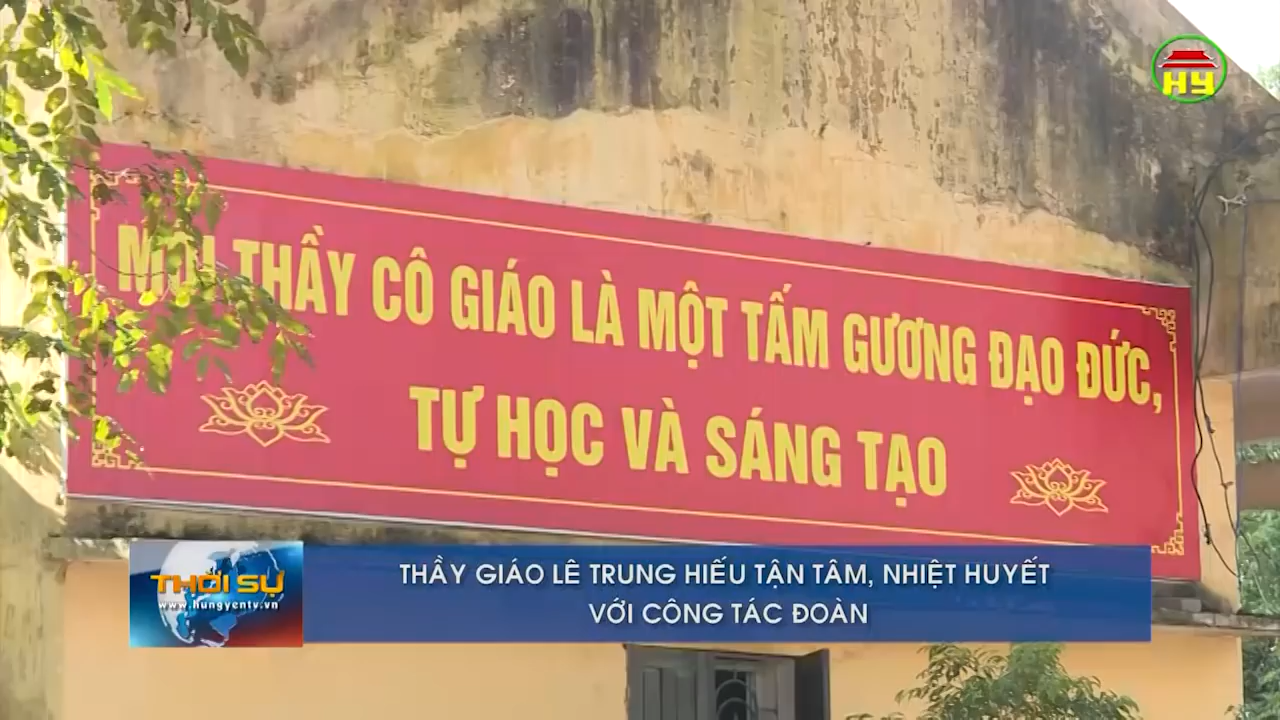 HY
MỖI THẦY CÔ GIÁO LÀ MỘT TẤM GƯƠNG ĐẠO ĐỨC,
TỰ HỌC VÀ SÁNG TẠO
THỜI SỰ
www.hungyentv.vn
THẦY GIÁO LÊ TRUNG HIẾU TẬN TÂM, NHIỆT HUYẾT
VỚI CÔNG TÁC ĐOÀN